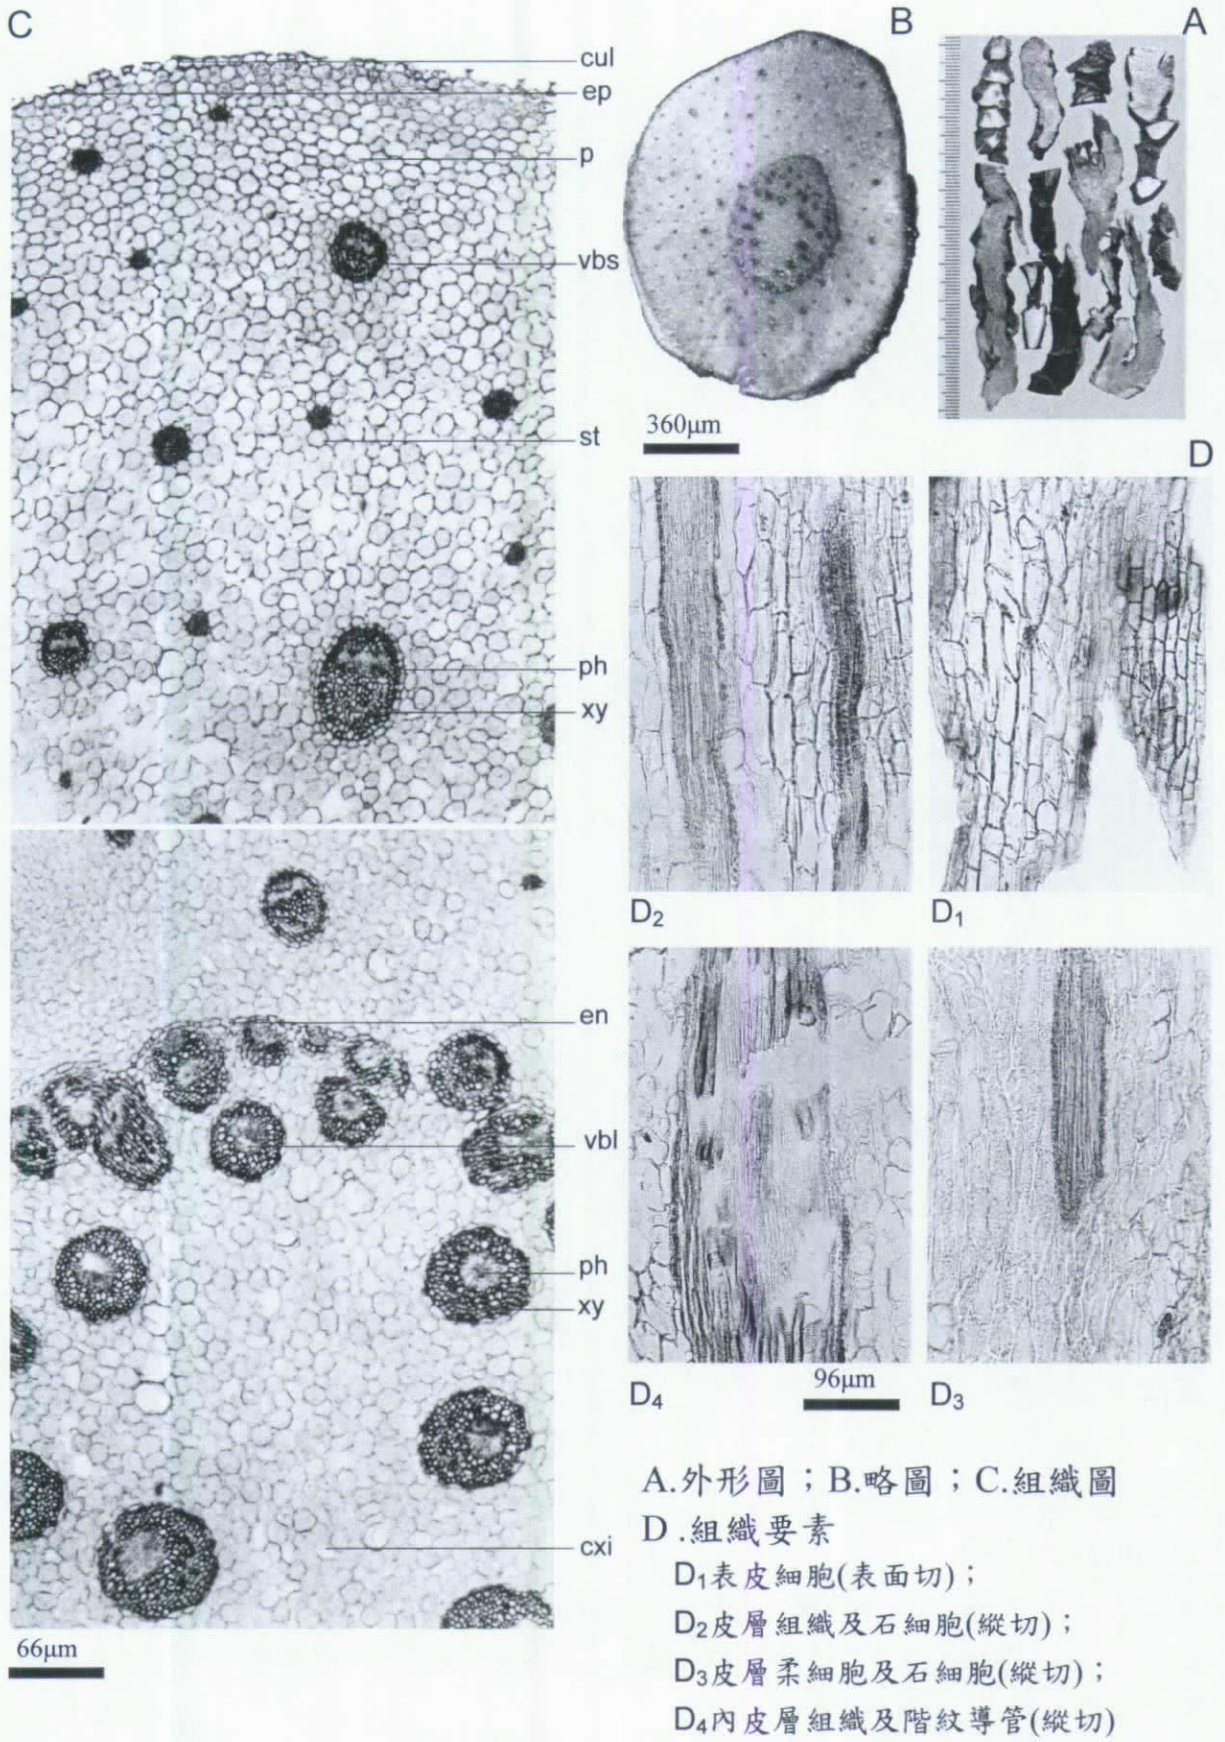 C
cul
ep
p
vbs
st
ph
xy
en
vbl
ph
xy
cxi
66μm
B
A
360μm
D
D2
D1
D4
96μm
D3
A.外形圖；B.略圖；C.組織圖
D .組織要素
D1表皮細胞(表面切)；
D2皮層組織及石細胞(縱切)；
D3皮層柔細胞及石細胞(縱切)；
D4內皮層組織及階紋導管(縱切)